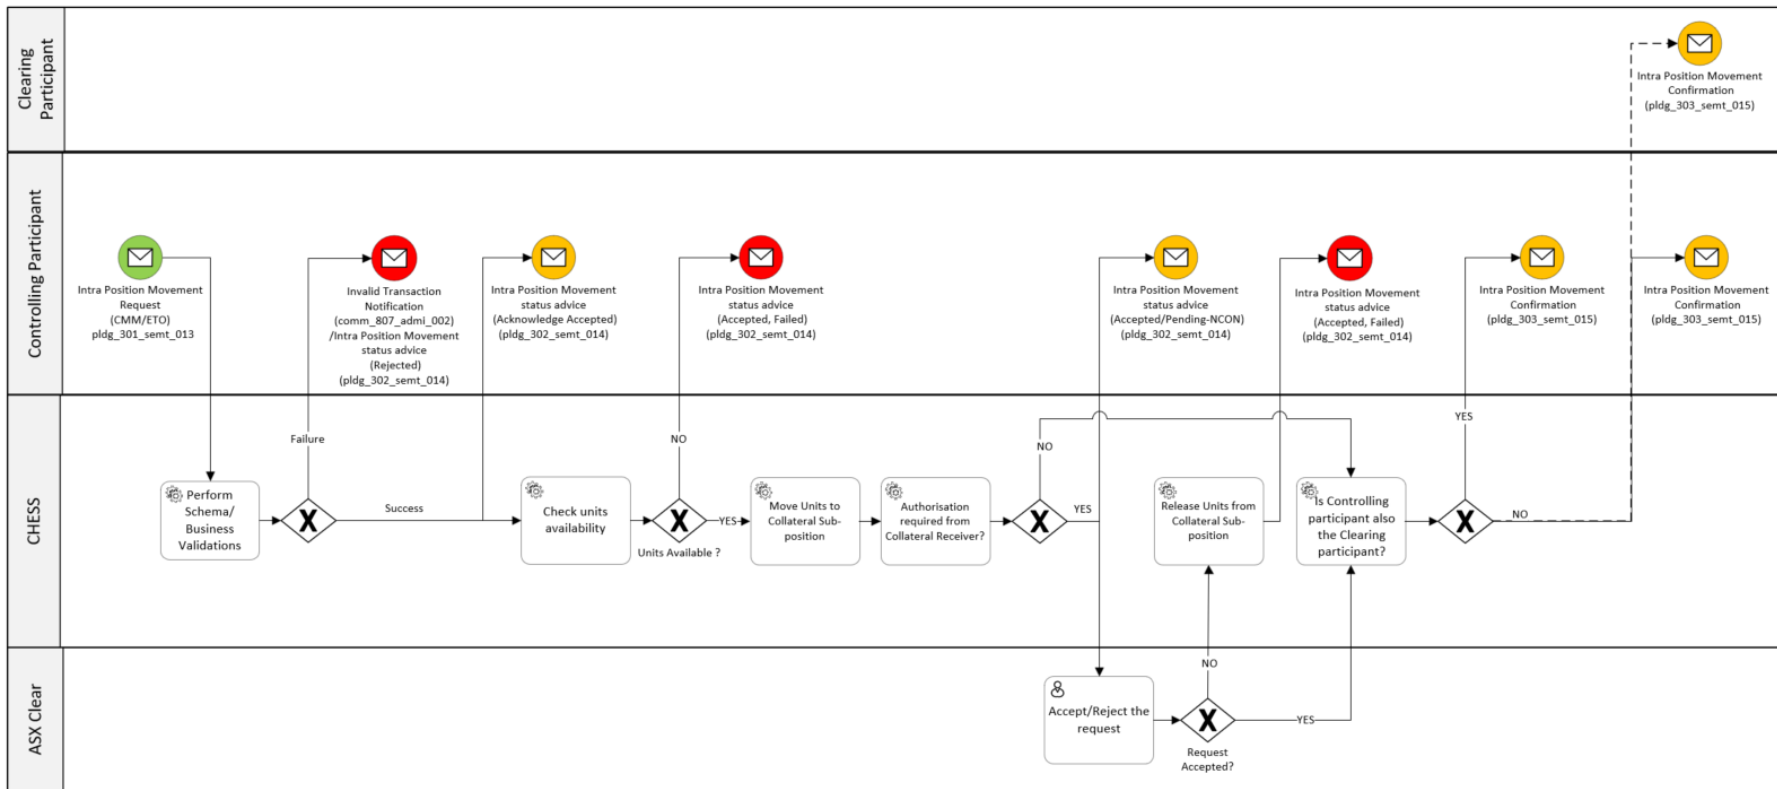 Clearing
Participant
Intra Position Movement
Confirmation
(pldg_303_semt_015)
Controlling Participant
Intra Position Movement
Request
(CMM/ETO)
pldg_301_semt_013
Invalid Transaction
Notification
(comm_807_admi_002)
/Intra Position Movement
status advice
(Rejected)
(pldg_302_semt_014)
Intra Position Movement
status advice
(Acknowledge Accepted)
(pldg_302_semt_014)
Intra Position Movement
status advice
(Accepted, Failed)
(pldg_302_semt_014)
Intra Position Movement
status advice
(Accepted/Pending-NCON)
(pldg_302_semt_014)
Intra Position Movement
status advice
(Accepted, Failed)
(pldg_302_semt_014)
Intra Position Movement
Confirmation
(pldg_303_semt_015)
Intra Position Movement
Confirmation
(pldg_303_semt_015)
CHESS
Perform
Schema/
Business
Validations
Failure
X
Success
Check units
availability
NO
X
Units Available ?
YES
Move Units to
Collateral Sub-
position
Authorisation
required from
Collateral Receiver?
X
NO
YES
Release Units from
Collateral Sub-
position
Is Controlling
participant also
the Clearing
participant?
YES
X
NO
ASX Clear
Accept/Reject the
request
NO
X
YES
Request
Accepted?